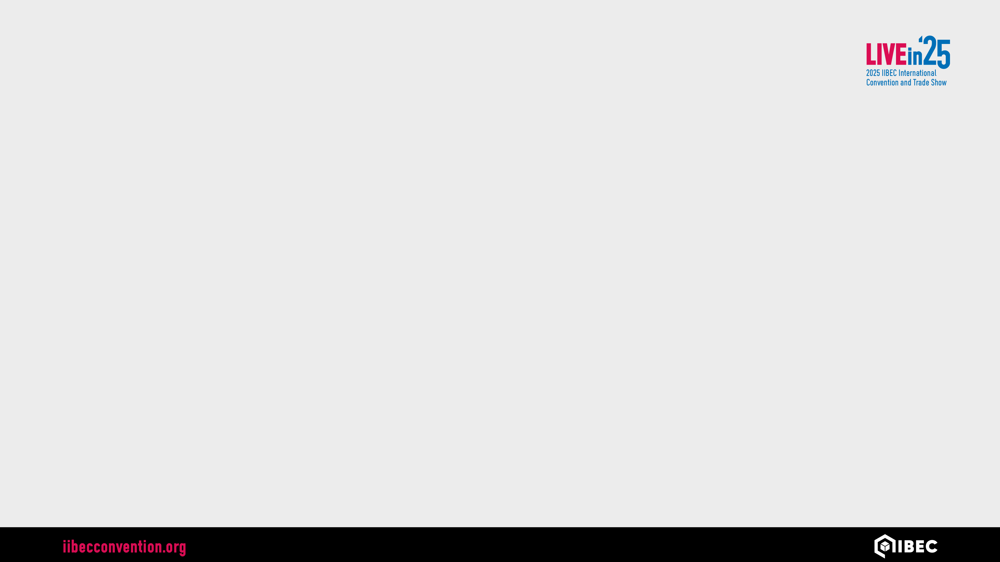 LIVEin'25
2025 IIBEC International
Convention and Trade Show
iibecconvention.org
IIBEC